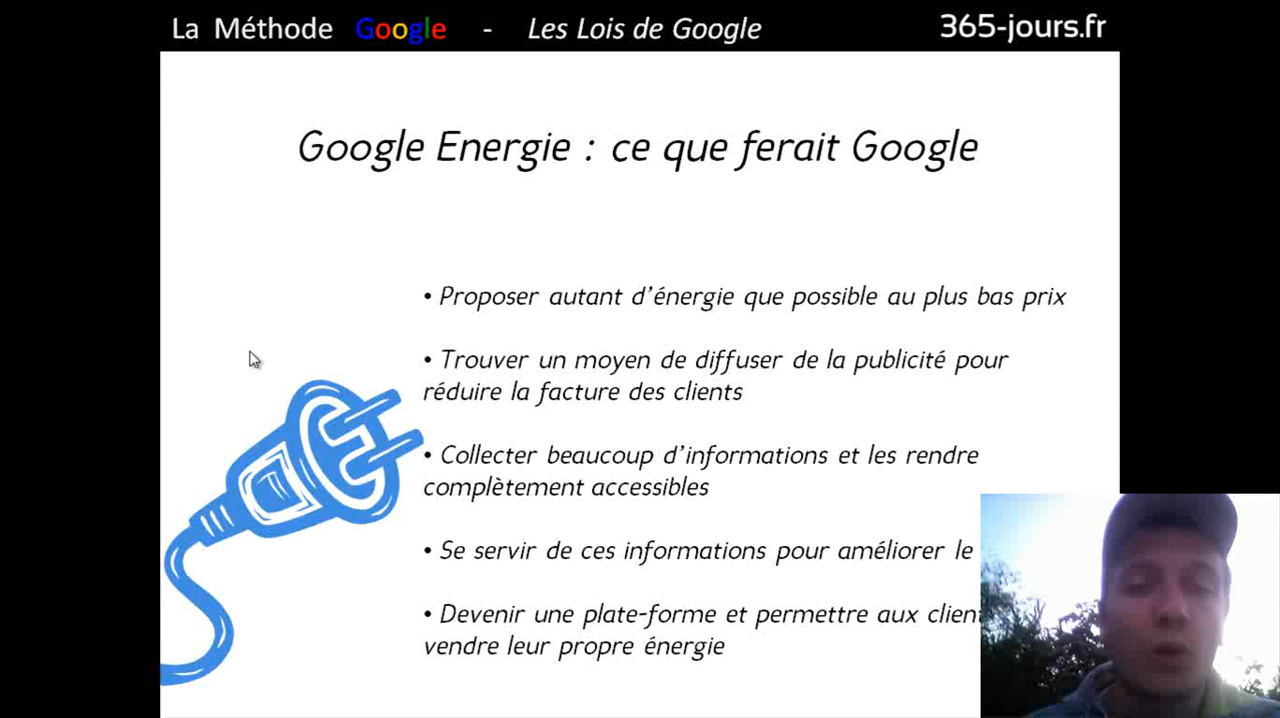 La Méthode Google - Les Lois de Google
365-jours.fr
Google Energie : ce que ferait Google
• Proposer autant d’énergie que possible au plus bas prix
• Trouver un moyen de diffuser de la publicité pour
réduire la facture des clients
• Collecter beaucoup d’informations et les rendre
complètement accessibles
• Se servir de ces informations pour améliorer le
• Devenir une plate-forme et permettre aux client
vendre leur propre énergie